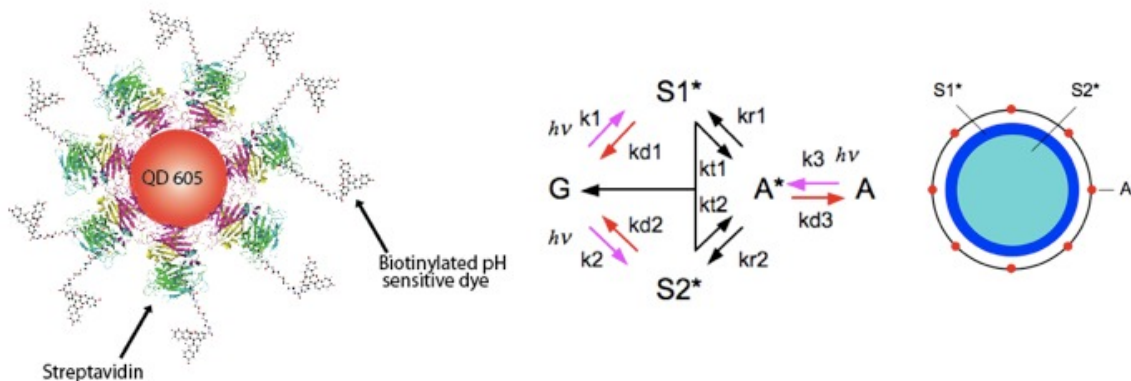 QD 605
Biotinylated pH
sensitive dye
Streptavidin
S1*
hν k1
kr1
kd1
kt1
k3 hν
G
A*
A
kt2
kd3
hν
kd2
k2
kr2
S2*
S1*
S2*
A